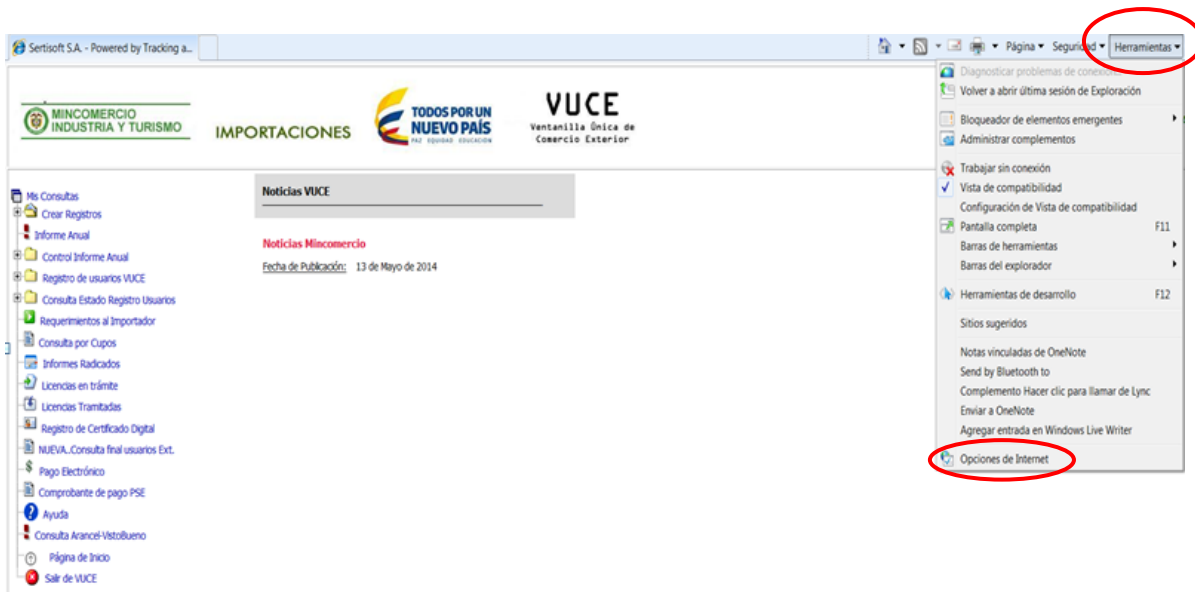 Sertisoft S.A. - Powered by Tracking a...
Página
Seguridad
Herramientas
MINCOMERCIO
INDUSTRIA Y TURISMO
IMPORTACIONES
TODOS POR UN
NUEVO PAÍS
PAZ EQUIDAD EDUCACIÓN
VUCE
Ventanilla Única de
Comercio Exterior
Diagnosticar problemas de conexión
Volver a abrir última sesión de Exploración
Bloqueador de elementos emergentes
Administrar complementos
Trabajar sin conexión
Vista de compatibilidad
Configuración de Vista de compatibilidad
Pantalla completa F11
Barras de herramientas
Barras del explorador
Herramientas de desarrollo F12
Sitios sugeridos
Notas vinculadas de OneNote
Send by Bluetooth to
Complemento Hacer clic para llamar de Lync
Enviar a OneNote
Agregar entrada en Windows Live Writer
Opciones de Internet
Mis Consultas
Crear Registros
Informe Anual
Control Informe Anual
Registro de usuarios VUCE
Consulta Estado Registro Usuarios
Requerimientos al Importador
Consulta por Cupos
Informes Radicados
Licencias en trámite
Licencias Tramitadas
Registro de Certificado Digital
NUEVA..Consulta final usuarios Ext.
Pago Electrónico
Comprobante de pago PSE
Ayuda
Consulta Arancel-VistoBueno
Página de Inicio
Salir de VUCE
Noticias VUCE
Noticias Mincomercio
Fecha de Publicación: 13 de Mayo de 2014